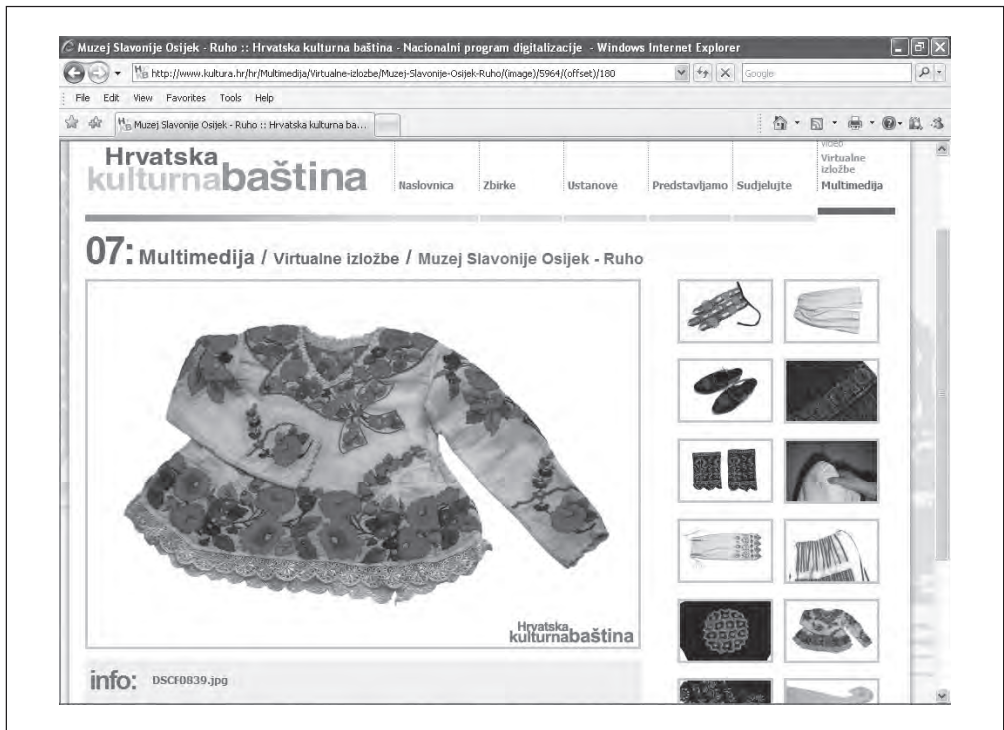 Muzej Slavonije Osijek - Ruho :: Hrvatska kulturna baština - Nacionalni program digitalizacije - Windows Internet Explorer
http://www.kultura.hr/hr/Multimedija/Virtualne-izlozbe/Muzej-Slavonije-Osijek-Ruho/(image)/5964/(offset)/180
Google
File Edit View Favorites Tools Help
Muzej Slavonije Osijek - Ruho :: Hrvatska kulturna ba...
Hrvatska
kulturnabaština
Naslovnica Zbirke Ustanove Predstavljamo Sudjelujte
Video
Virtualne
izložbe
Multimedija
07: Multimedija / Virtualne izložbe / Muzej Slavonije Osijek - Ruho
Hrvatska
kulturnabaština
info: DSCF0839.jpg